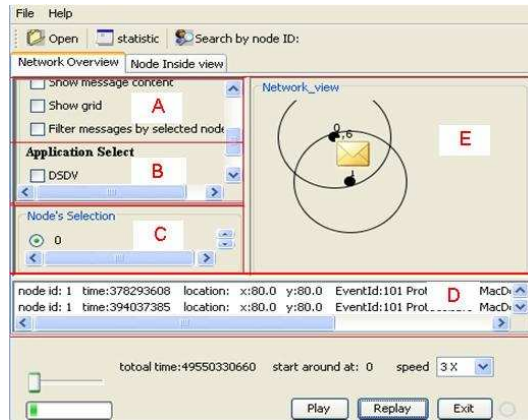 File Help
Open statistic Search by node ID:
Network Overview Node Inside view
Show message content
Show grid
Filter messages by selected node
A
Application Select
DSDV
B
Node's Selection
0
C
Network_view
0,6
1
E
node id: 1 time:378293608 location: x:80.0 y:80.0 EventId:101 MacD
node id: 1 time:394037385 location: x:80.0 y:80.0 EventId:101 MacD
D
totoal time:49550330660 start around at: 0 speed 3 X
Play Replay Exit